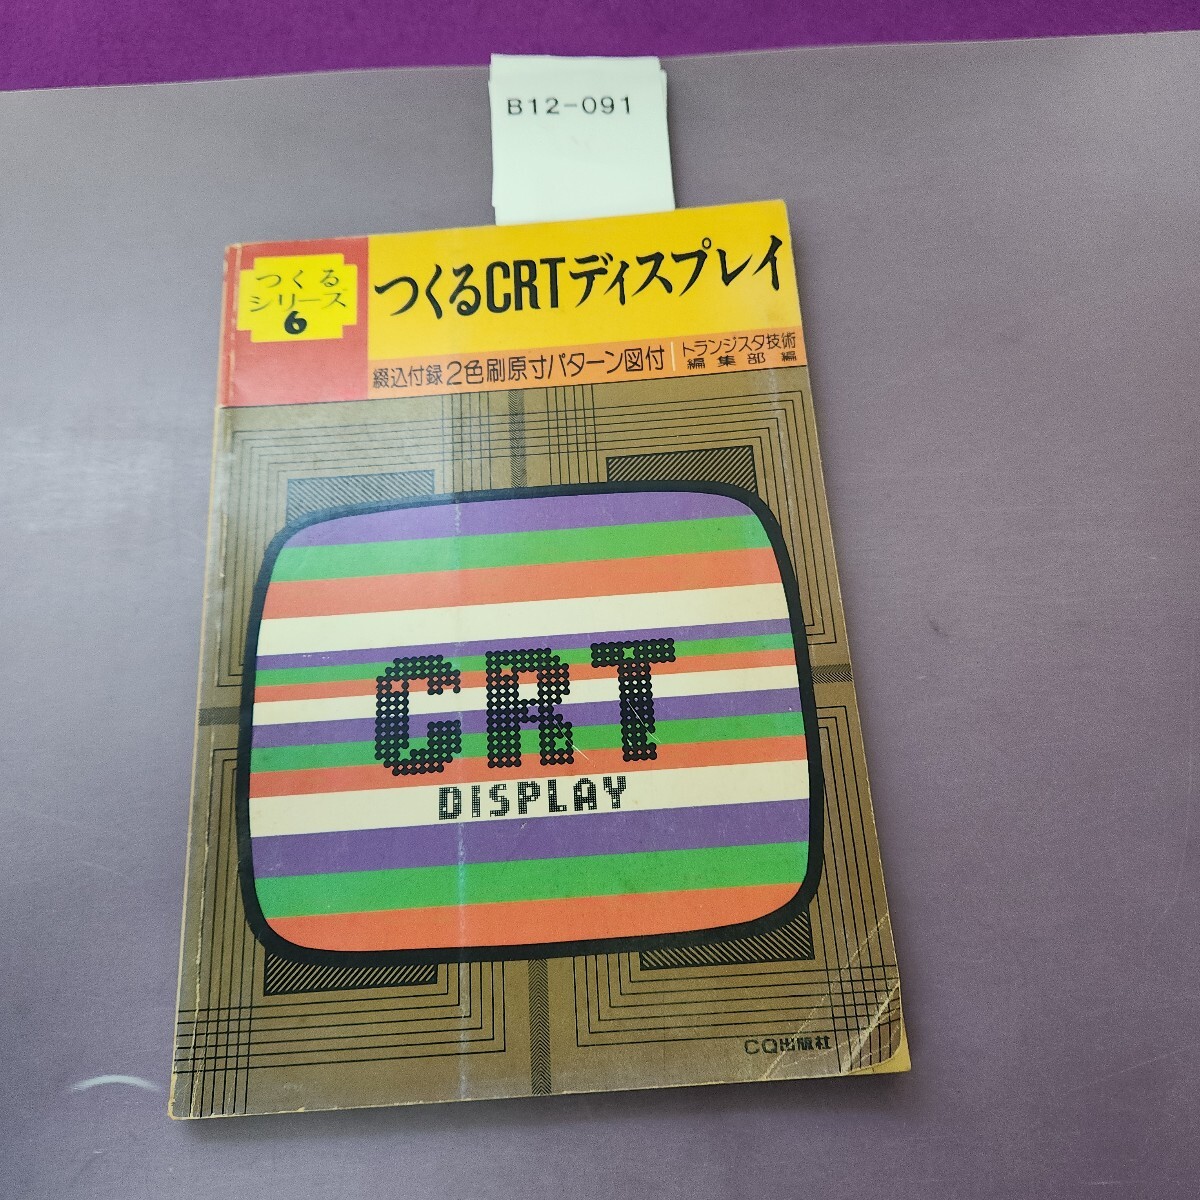 B12-091
つくる
シリーズ
6
つくるCRTディスプレイ
綴込付録2色刷原寸パターン図付
トランジスタ技術
編集部 編
CRT
DISPLAY
CQ出版社